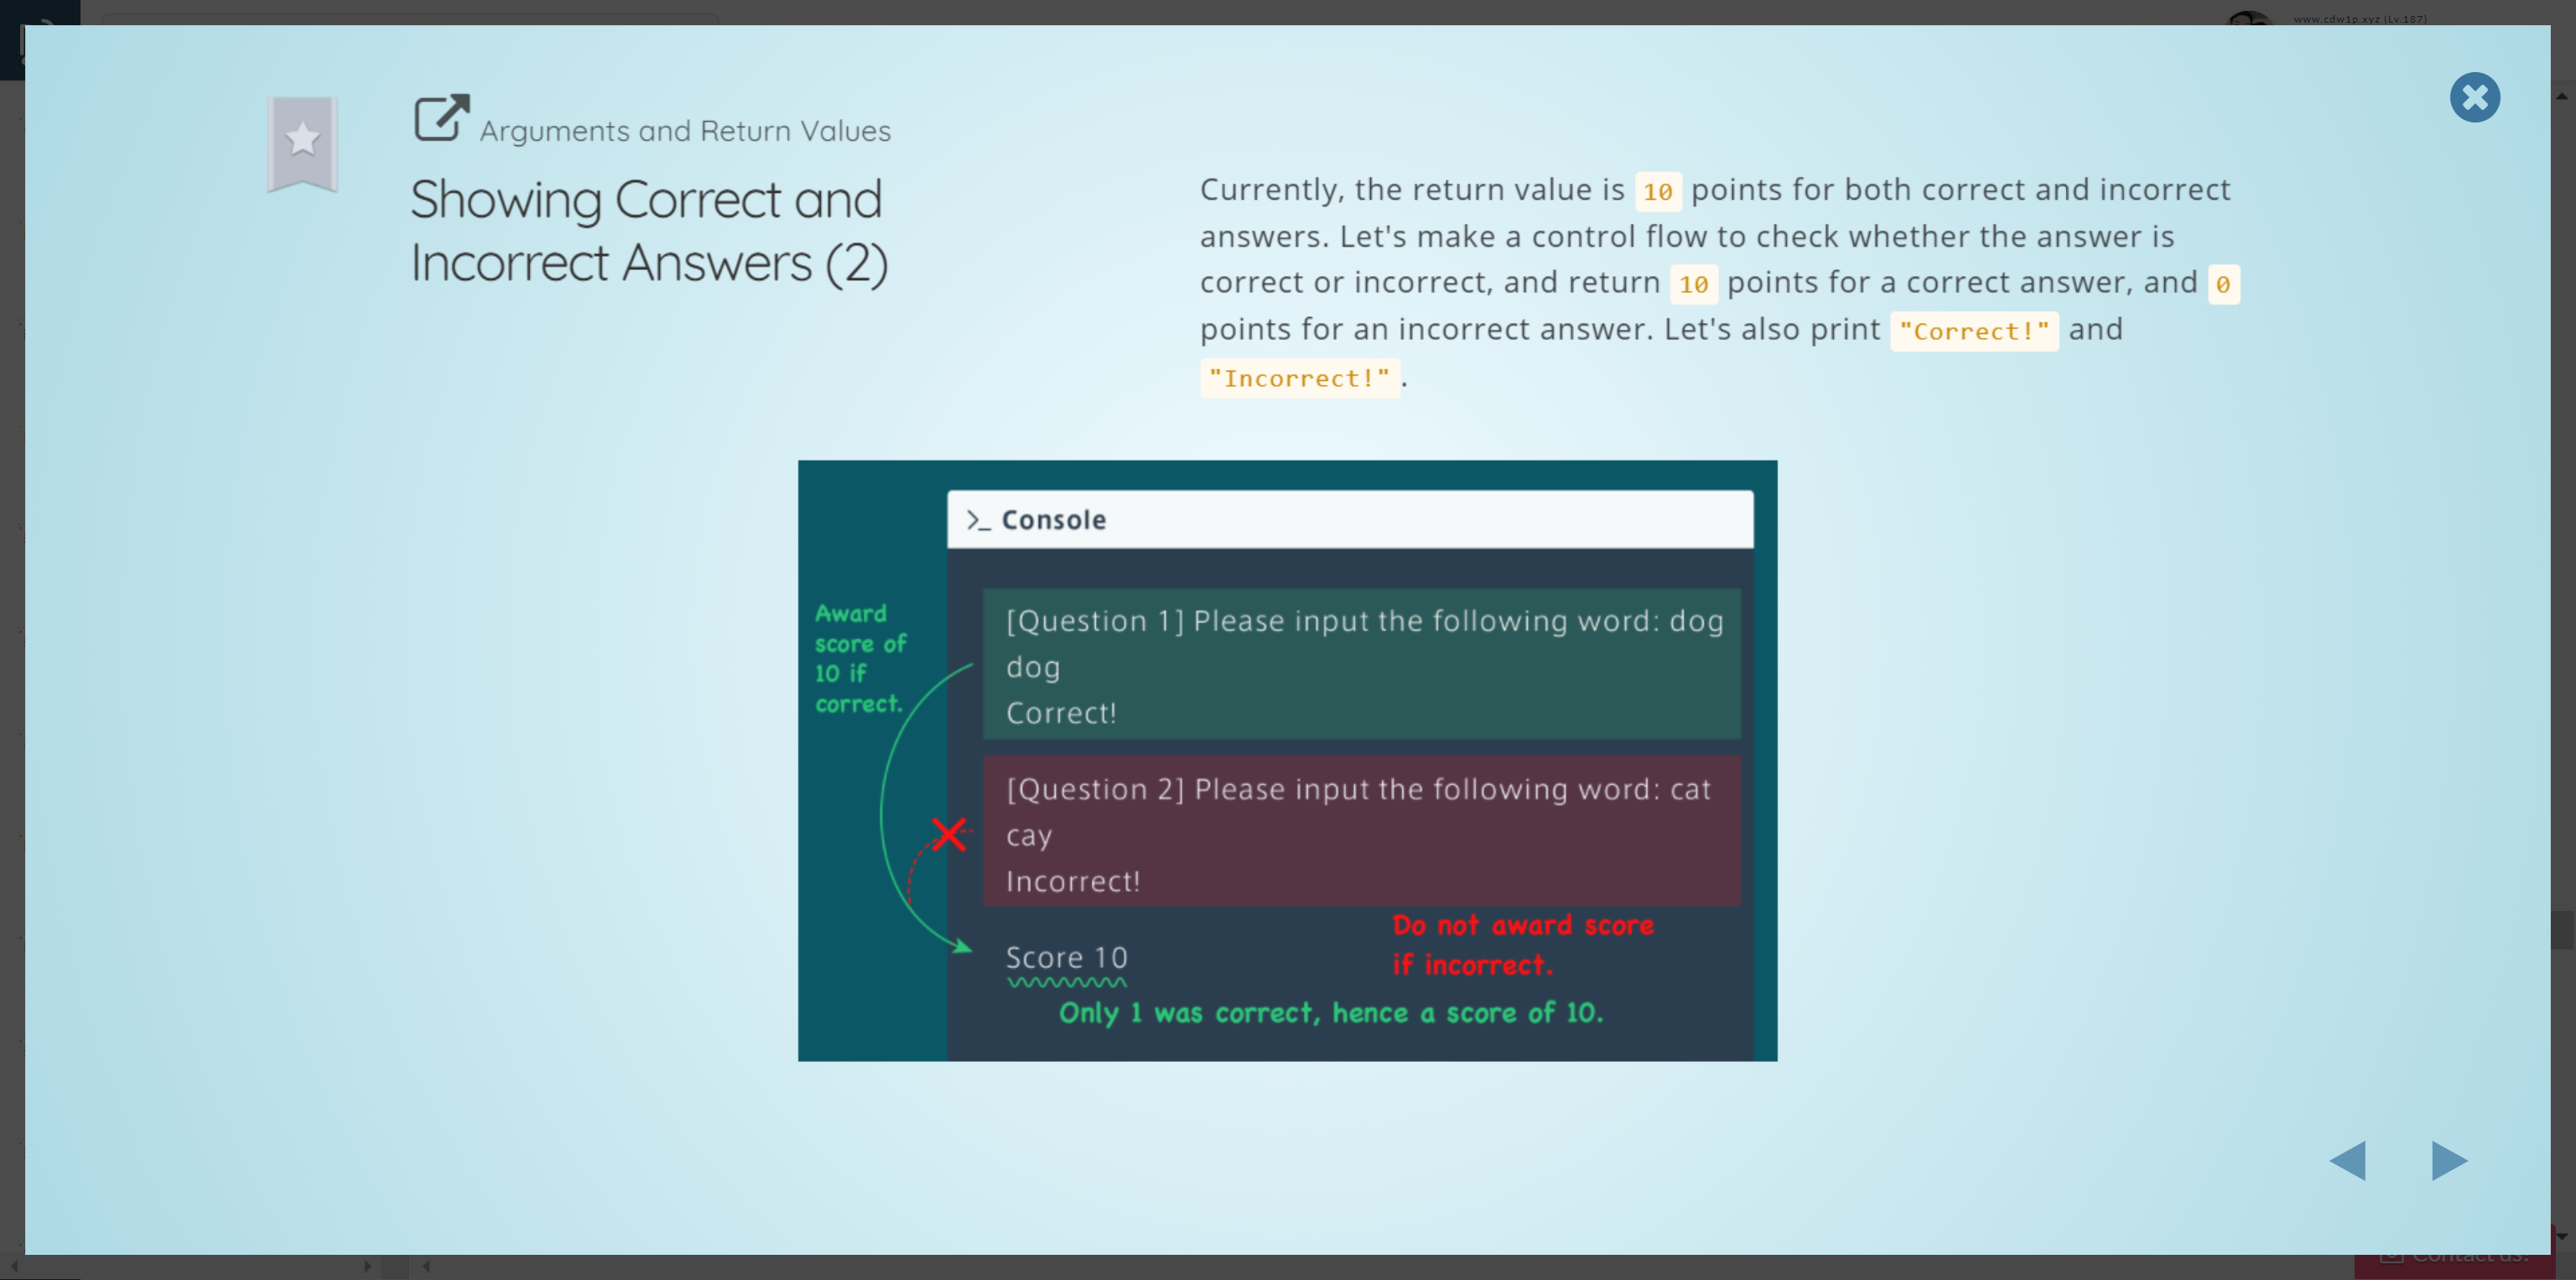 www.cdw1p.xyz (Lv.187)
Arguments and Return Values
Showing Correct and
Incorrect Answers (2)
Currently, the return value is 10 points for both correct and incorrect
answers. Let's make a control flow to check whether the answer is
correct or incorrect, and return 10 points for a correct answer, and 0
points for an incorrect answer. Let's also print "Correct!" and
"Incorrect!" .
>_ Console
Award
score of
10 if
correct.
[Question 1] Please input the following word: dog
dog
Correct!
[Question 2] Please input the following word: cat
cay
Incorrect!
Do not award score
if incorrect.
Score 10
Only 1 was correct, hence a score of 10.
Contact us!